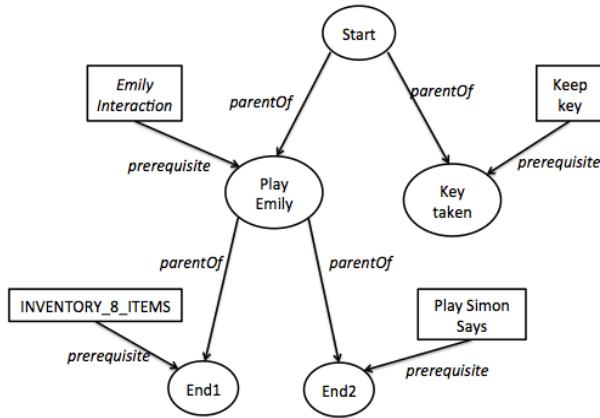 Start
Emily
Interaction
Keep
key
parentOf
parentOf
prerequisite
prerequisite
Play
Emily
Key
taken
parentOf
parentOf
INVENTORY_8_ITEMS
Play Simon
Says
prerequisite
prerequisite
End1
End2